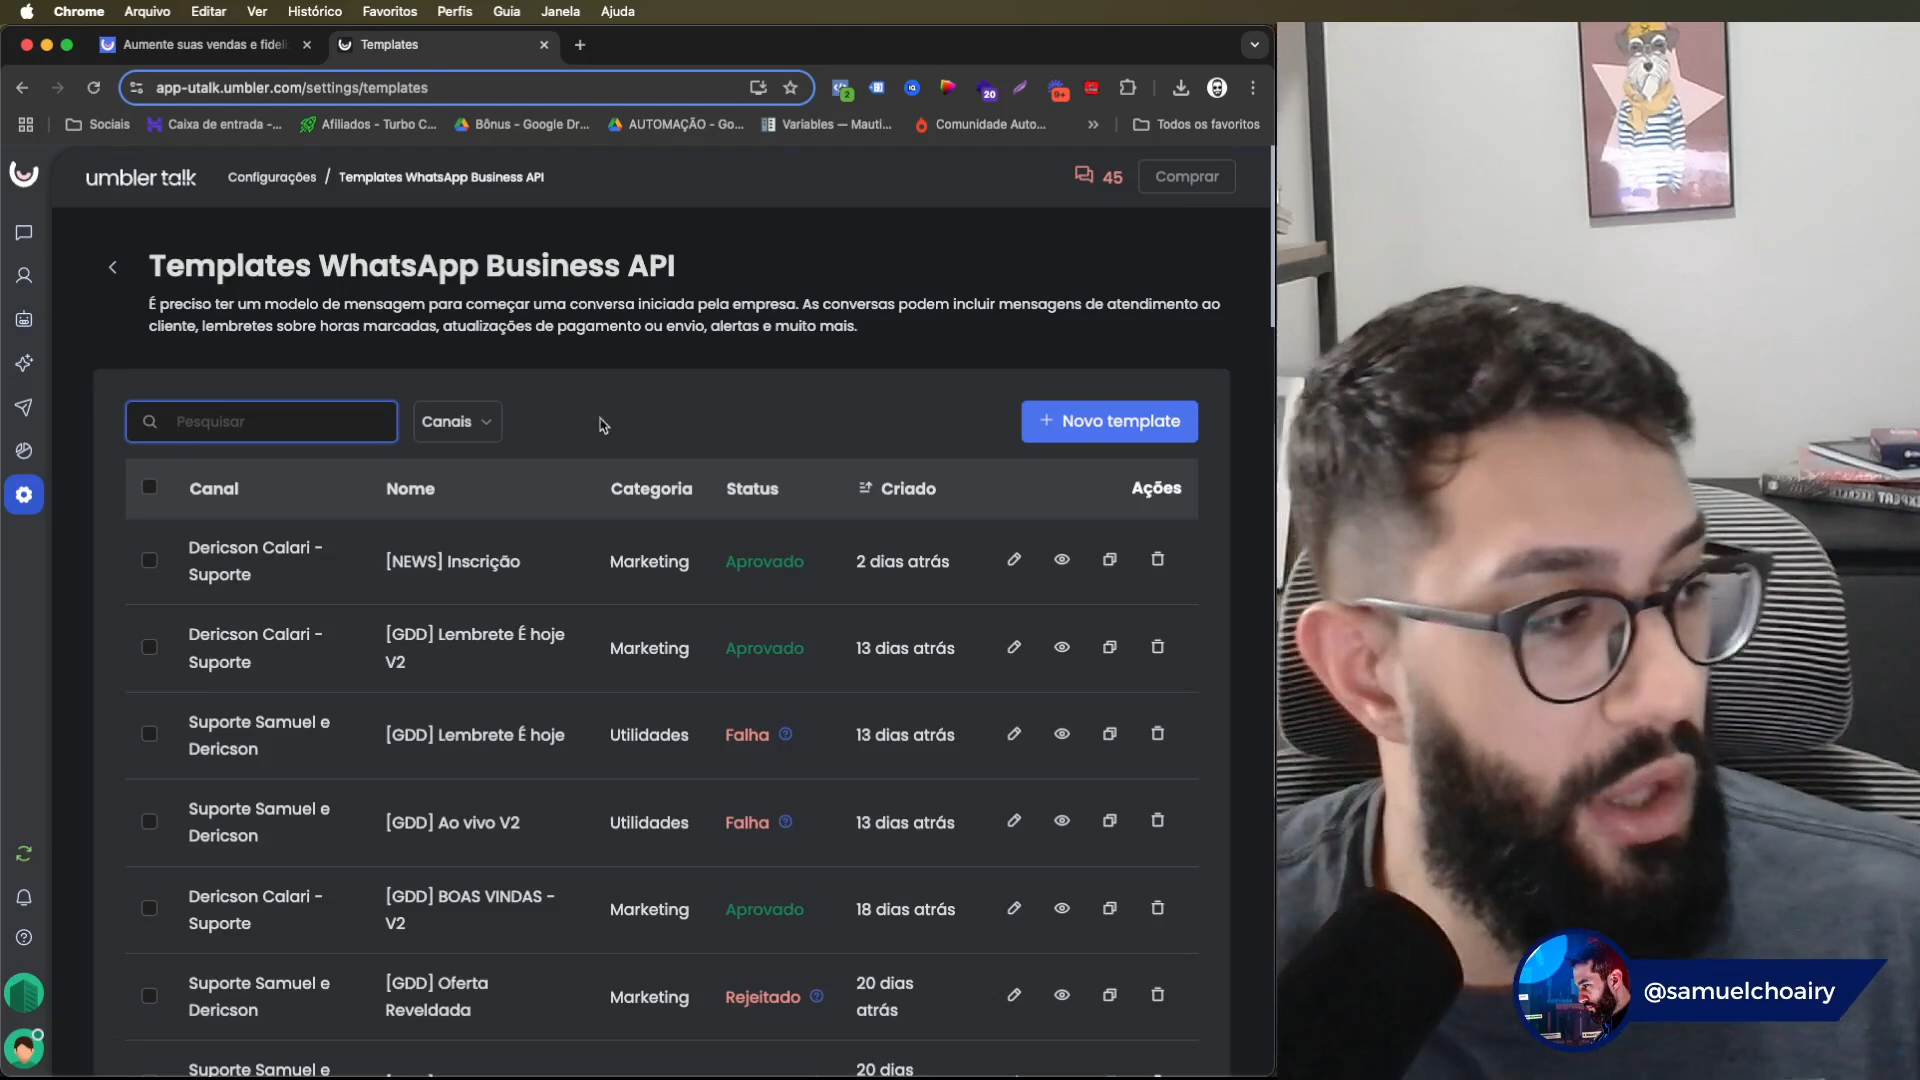 Chrome Arquivo Editar Ver Histórico Favoritos Perfis Guia Janela Ajuda
Aumente suas vendas e fideli
Templates
app-utalk.umbler.com/settings/templates
2
20
9+
Sociais
Caixa de entrada -...
Afiliados - Turbo C...
Bônus - Google Dr...
AUTOMAÇÃO - Go...
Variables — Mauti...
Comunidade Auto...
Todos os favoritos
umbler talk
Configurações / Templates WhatsApp Business API
45
Comprar
Templates WhatsApp Business API
É preciso ter um modelo de mensagem para começar uma conversa iniciada pela empresa. As conversas podem incluir mensagens de atendimento ao
cliente, lembretes sobre horas marcadas, atualizações de pagamento ou envio, alertas e muito mais.
Pesquisar
Canais
+ Novo template
Canal Nome Categoria Status Criado Ações
Dericson Calari -
Suporte
[NEWS] Inscrição
Marketing
Aprovado
2 dias atrás
Dericson Calari -
Suporte
[GDD] Lembrete É hoje
V2
Marketing
Aprovado
13 dias atrás
Suporte Samuel e
Dericson
[GDD] Lembrete É hoje
Utilidades
Falha
13 dias atrás
Suporte Samuel e
Dericson
[GDD] Ao vivo V2
Utilidades
Falha
13 dias atrás
Dericson Calari -
Suporte
[GDD] BOAS VINDAS -
V2
Marketing
Aprovado
18 dias atrás
Suporte Samuel e
Dericson
[GDD] Oferta
Reveldada
Marketing
Rejeitado
20 dias
atrás
Suporte Samuel e
20 dias
@samuelchoairy